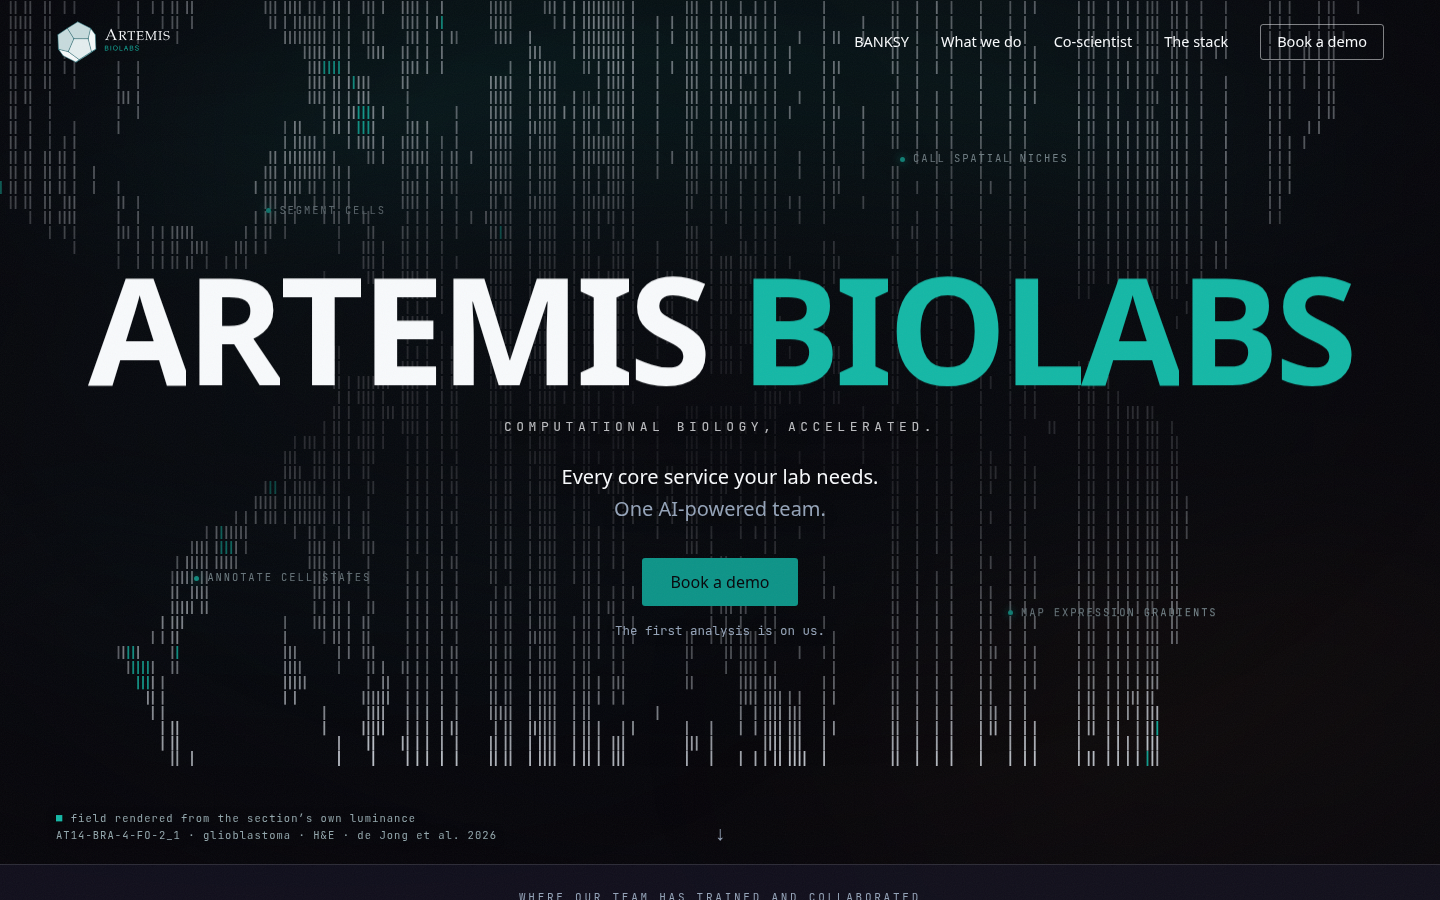 ARTEMIS
BIOLABS
BANKSY
What we do
Co-scientist
The stack
Book a demo
CALL SPATIAL NICHES
SEGMENT CELLS
ARTEMIS BIOLABS
COMPUTATIONAL BIOLOGY, ACCELERATED.
Every core service your lab needs.
One AI-powered team.
Book a demo
ANNOTATE CELL STATES
MAP EXPRESSION GRADIENTS
The first analysis is on us.
field rendered from the section’s own luminance
AT14-BRA-4-FO-2_1 · glioblastoma · H&E · de Jong et al. 2026
↓
WHERE OUR TEAM HAS TRAINED AND COLLABORATED